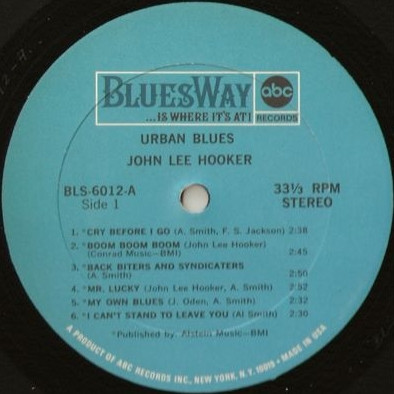 BLUESWAY
abc
...IS WHERE IT'S AT!
RECORDS
URBAN BLUES
JOHN LEE HOOKER
BLS-6012-A
Side 1
33⅓ RPM
STEREO
1. *CRY BEFORE I GO (A. Smith, F. S. Jackson) 2:38
2. *BOOM BOOM BOOM (John Lee Hooker)
(Conrad Music—BMI) 2:45
3. *BACK BITERS AND SYNDICATERS
(A. Smith) 2:50
4. *MR. LUCKY (John Lee Hooker, A. Smith) 2:52
5. *MY OWN BLUES (J. Oden, A. Smith) 2:32
6. *I CAN'T STAND TO LEAVE YOU (Al Smith) 2:30
*Published by: Alstein Music—BMI
A PRODUCT OF ABC RECORDS INC., NEW YORK, N.Y. 10019 • MADE IN USA